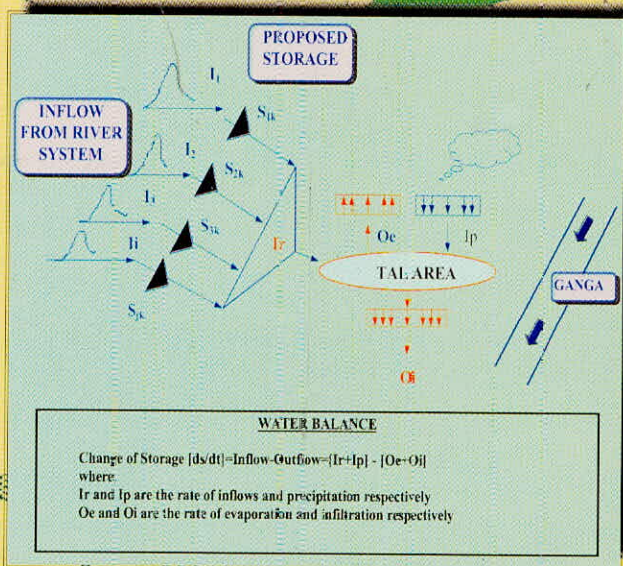 PROPOSED
STORAGE
INFLOW
FROM RIVER
SYSTEM
I1
S1k
I2
S2k
I3
S3k
Ii
Sjk
Ir
Oe
Ip
TAL AREA
GANGA
Oi
WATER BALANCE
Change of Storage [ds/dt]=Inflow-Outflow=[Ir+Ip] - [Oe+Oi]
where
Ir and Ip are the rate of inflows and precipitation respectively
Oe and Oi are the rate of evaporation and infiltration respectively